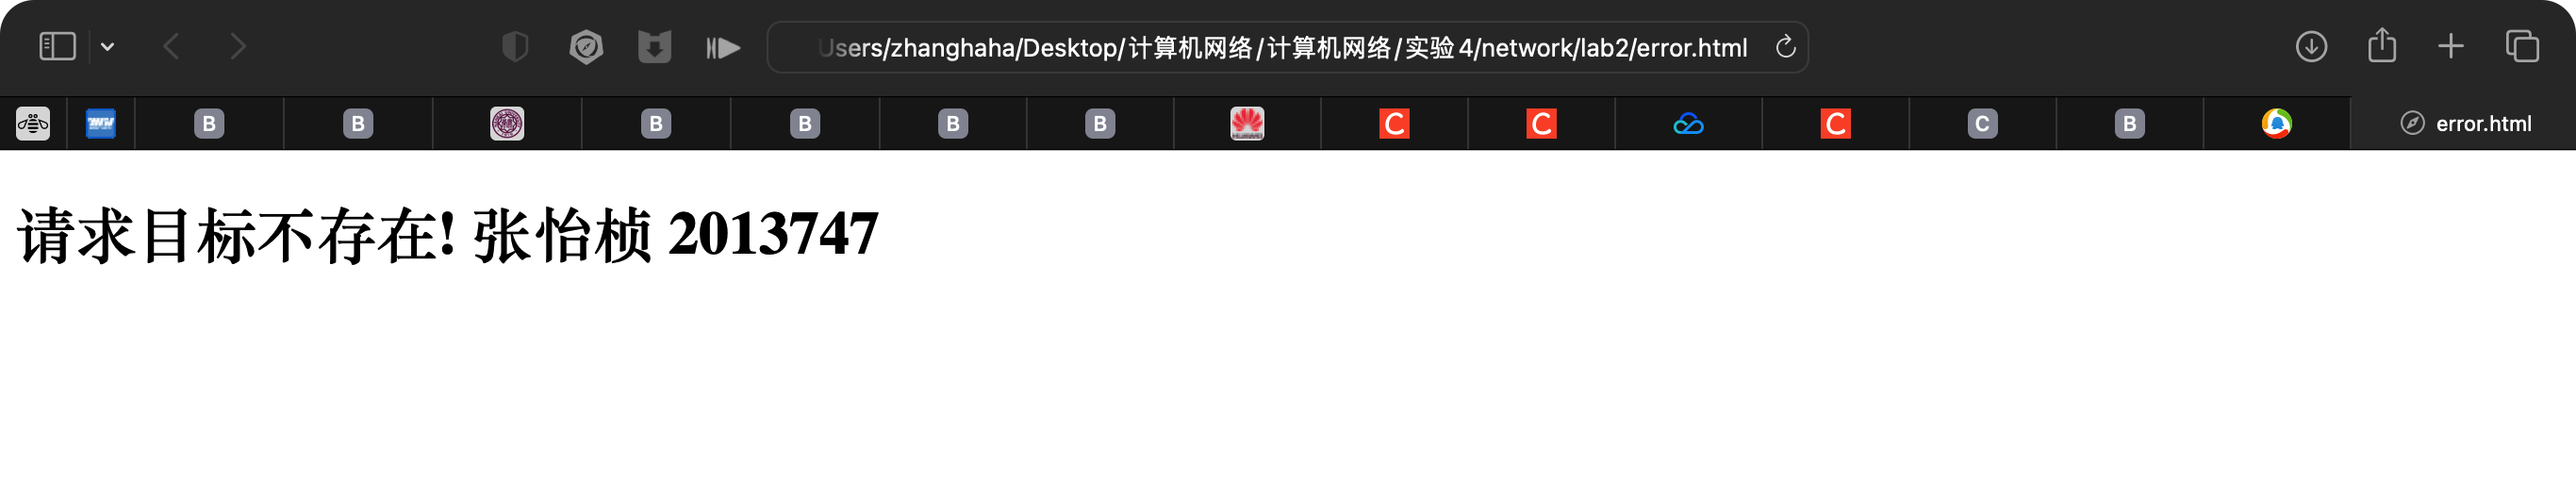 Users/zhanghaha/Desktop/计算机网络/计算机网络/实验4/network/lab2/error.html
B B B B B B C C C C B error.html
请求目标不存在! 张怡桢 2013747